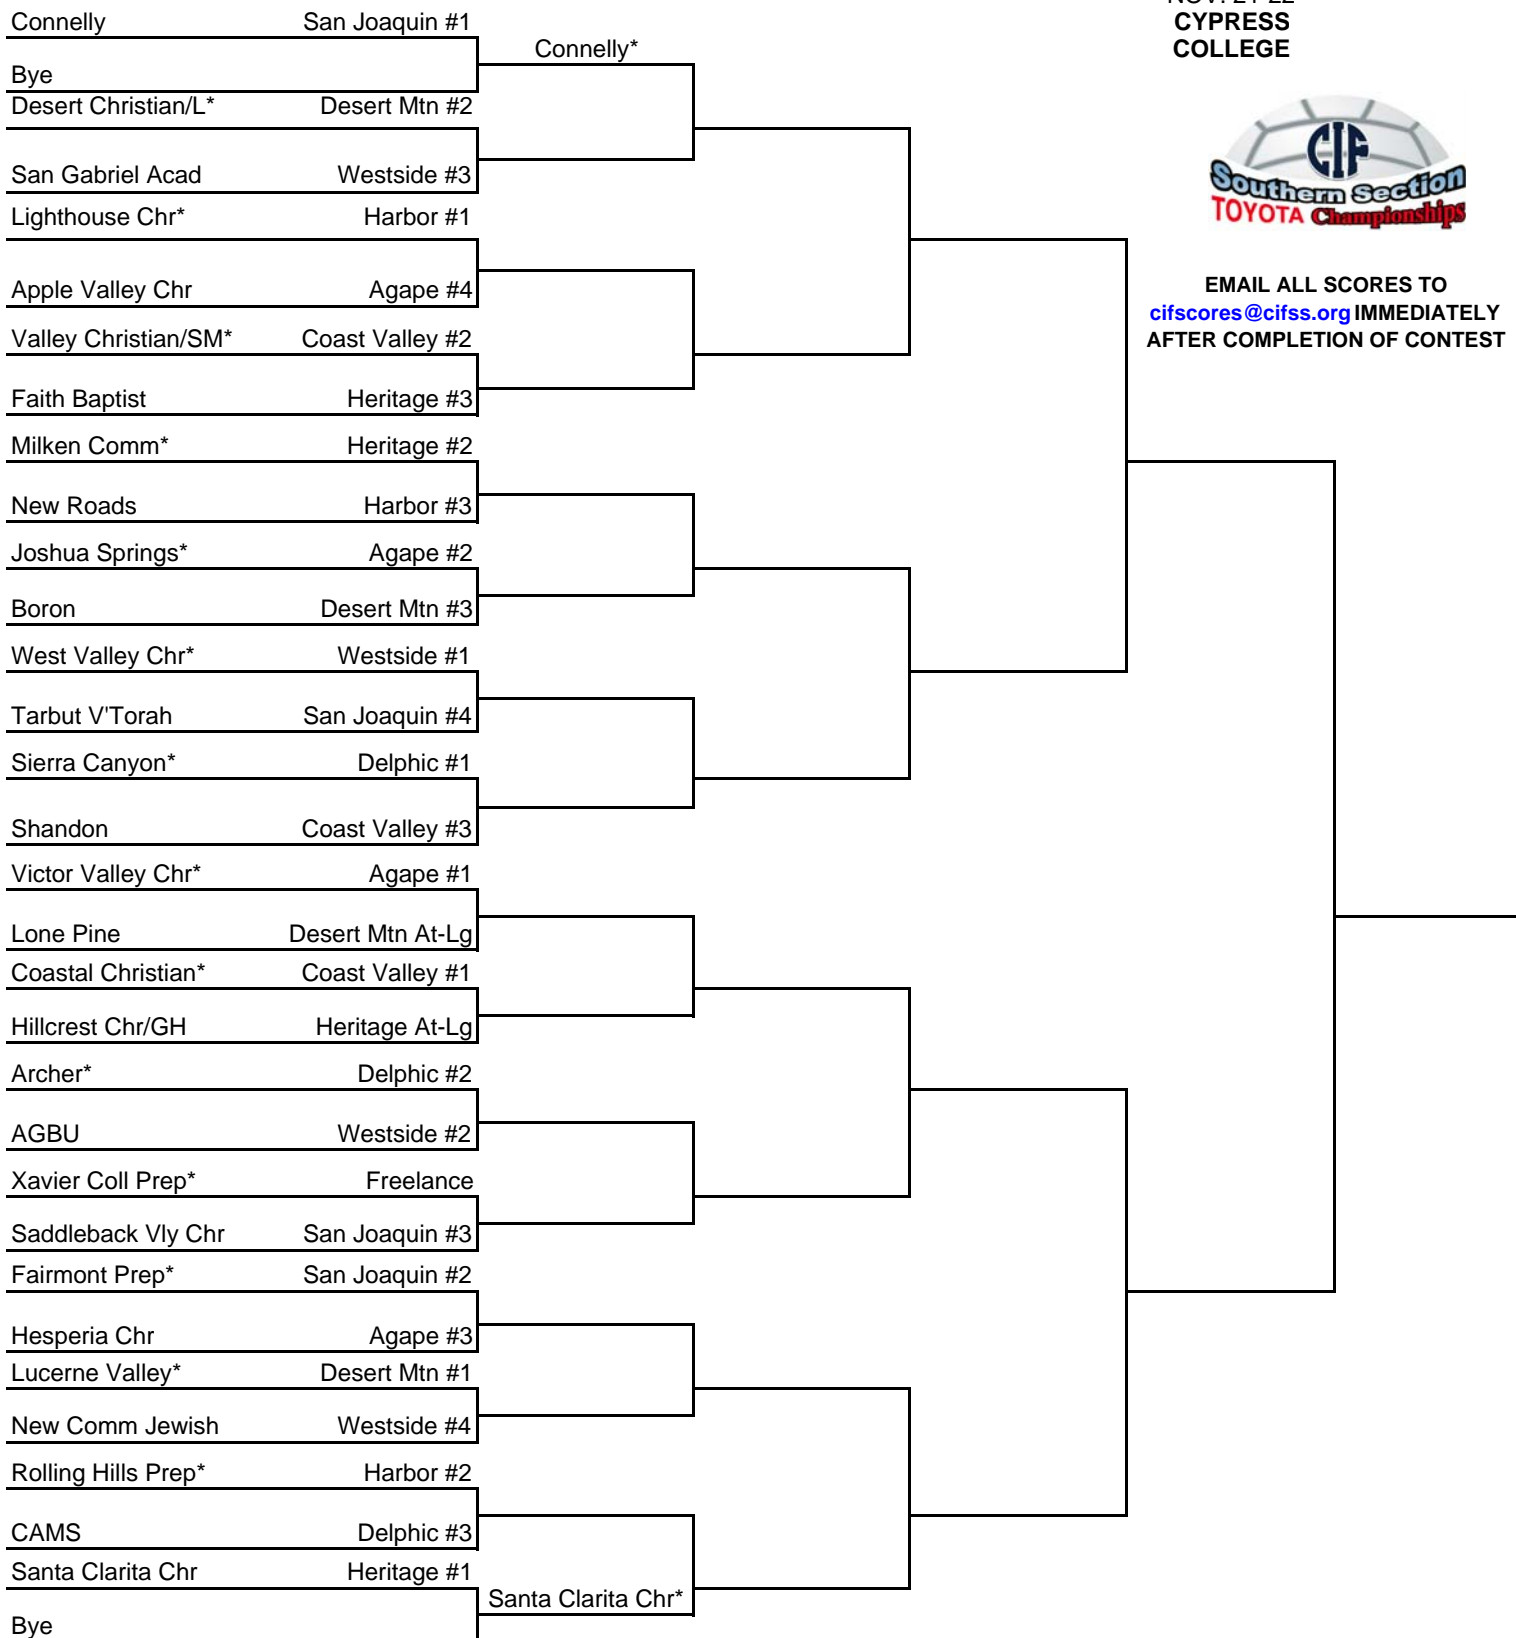 NOV. 21-22
CYPRESS
COLLEGE
CIF
Southern Section
TOYOTA Championships
EMAIL ALL SCORES TO
cifscores@cifss.org IMMEDIATELY
AFTER COMPLETION OF CONTEST
Connelly San Joaquin #1
Connelly*
Bye
Desert Christian/L* Desert Mtn #2
San Gabriel Acad Westside #3
Lighthouse Chr* Harbor #1
Apple Valley Chr Agape #4
Valley Christian/SM* Coast Valley #2
Faith Baptist Heritage #3
Milken Comm* Heritage #2
New Roads Harbor #3
Joshua Springs* Agape #2
Boron Desert Mtn #3
West Valley Chr* Westside #1
Tarbut V'Torah San Joaquin #4
Sierra Canyon* Delphic #1
Shandon Coast Valley #3
Victor Valley Chr* Agape #1
Lone Pine Desert Mtn At-Lg
Coastal Christian* Coast Valley #1
Hillcrest Chr/GH Heritage At-Lg
Archer* Delphic #2
AGBU Westside #2
Xavier Coll Prep* Freelance
Saddleback Vly Chr San Joaquin #3
Fairmont Prep* San Joaquin #2
Hesperia Chr Agape #3
Lucerne Valley* Desert Mtn #1
New Comm Jewish Westside #4
Rolling Hills Prep* Harbor #2
CAMS Delphic #3
Santa Clarita Chr Heritage #1
Santa Clarita Chr*
Bye